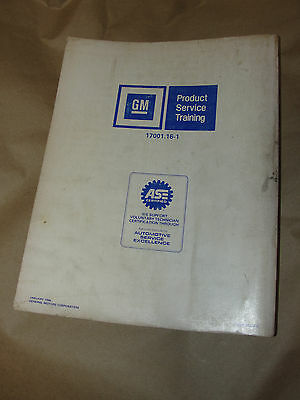 GM
Product
Service
Training
17001.16-1
ASE
CERTIFIED
WE SUPPORT
VOLUNTARY TECHNICIAN
CERTIFICATION THROUGH
AUTOMOTIVE
SERVICE
EXCELLENCE
GENERAL MOTORS CORPORATION